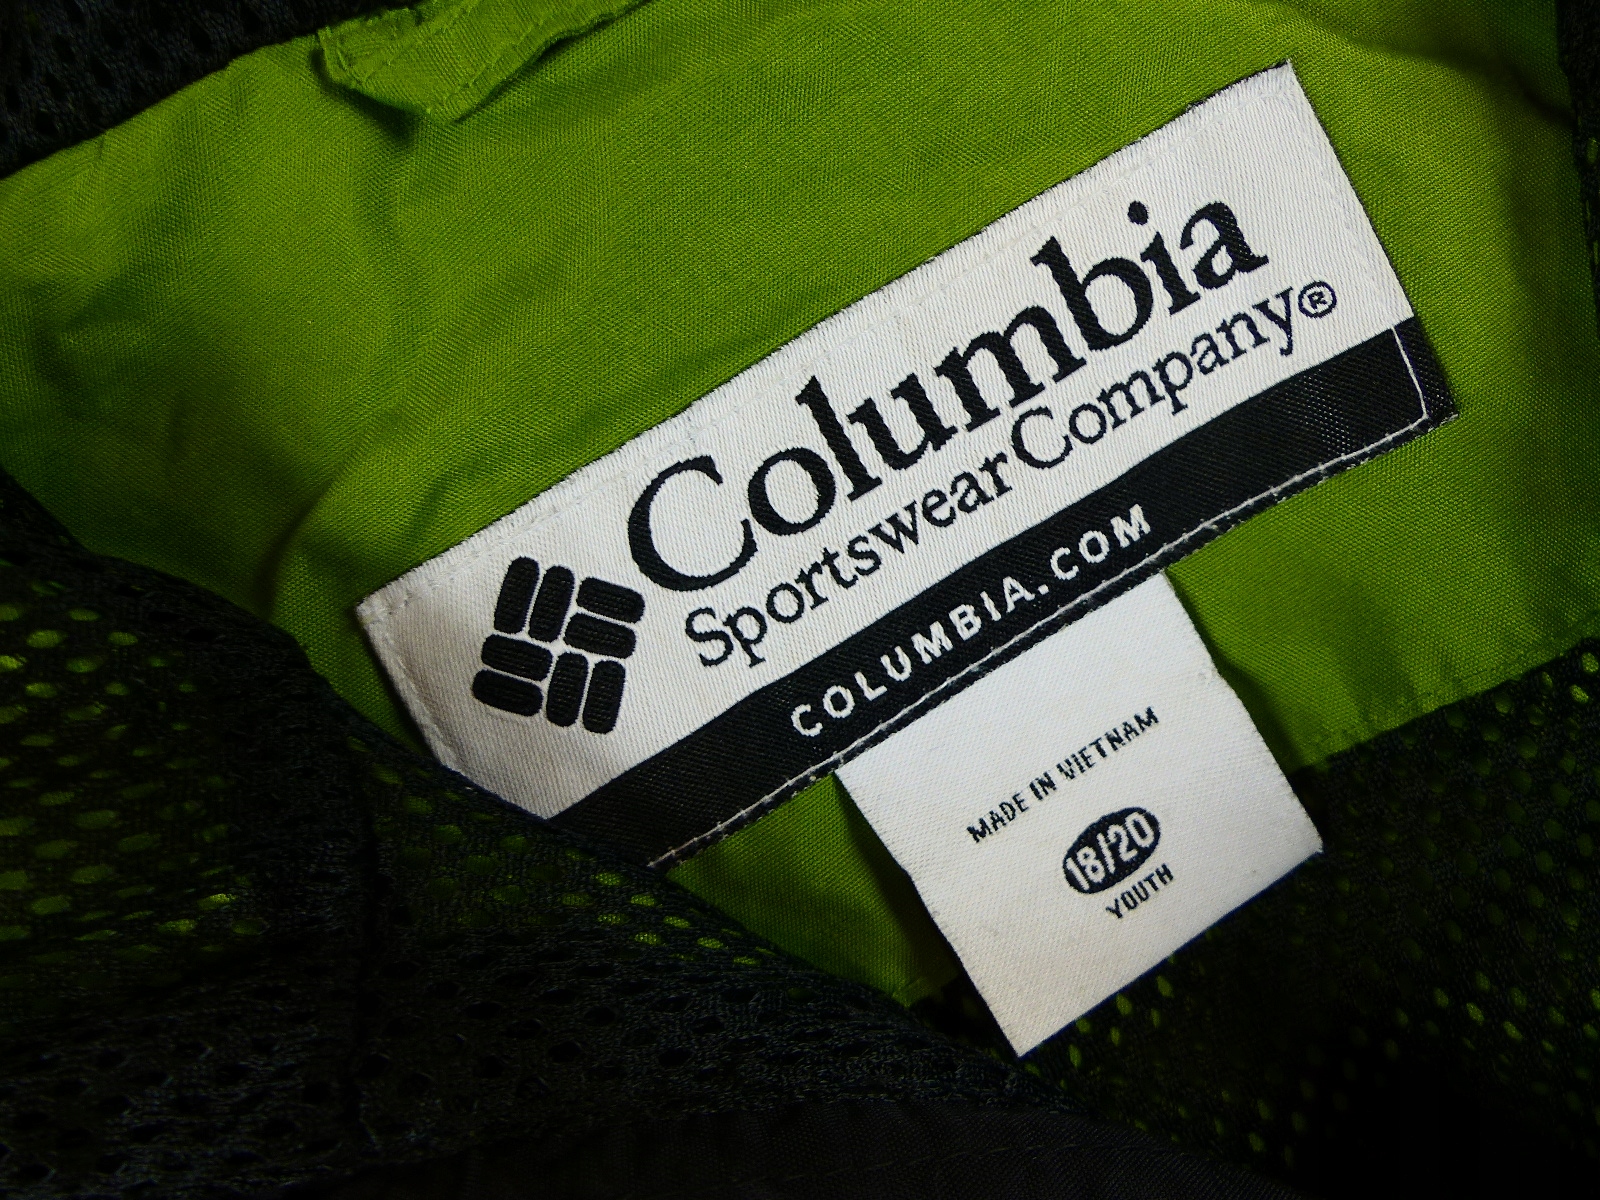 Columbia
Sportswear Company®
COLUMBIA.COM
MADE IN VIETNAM
18/20
YOUTH